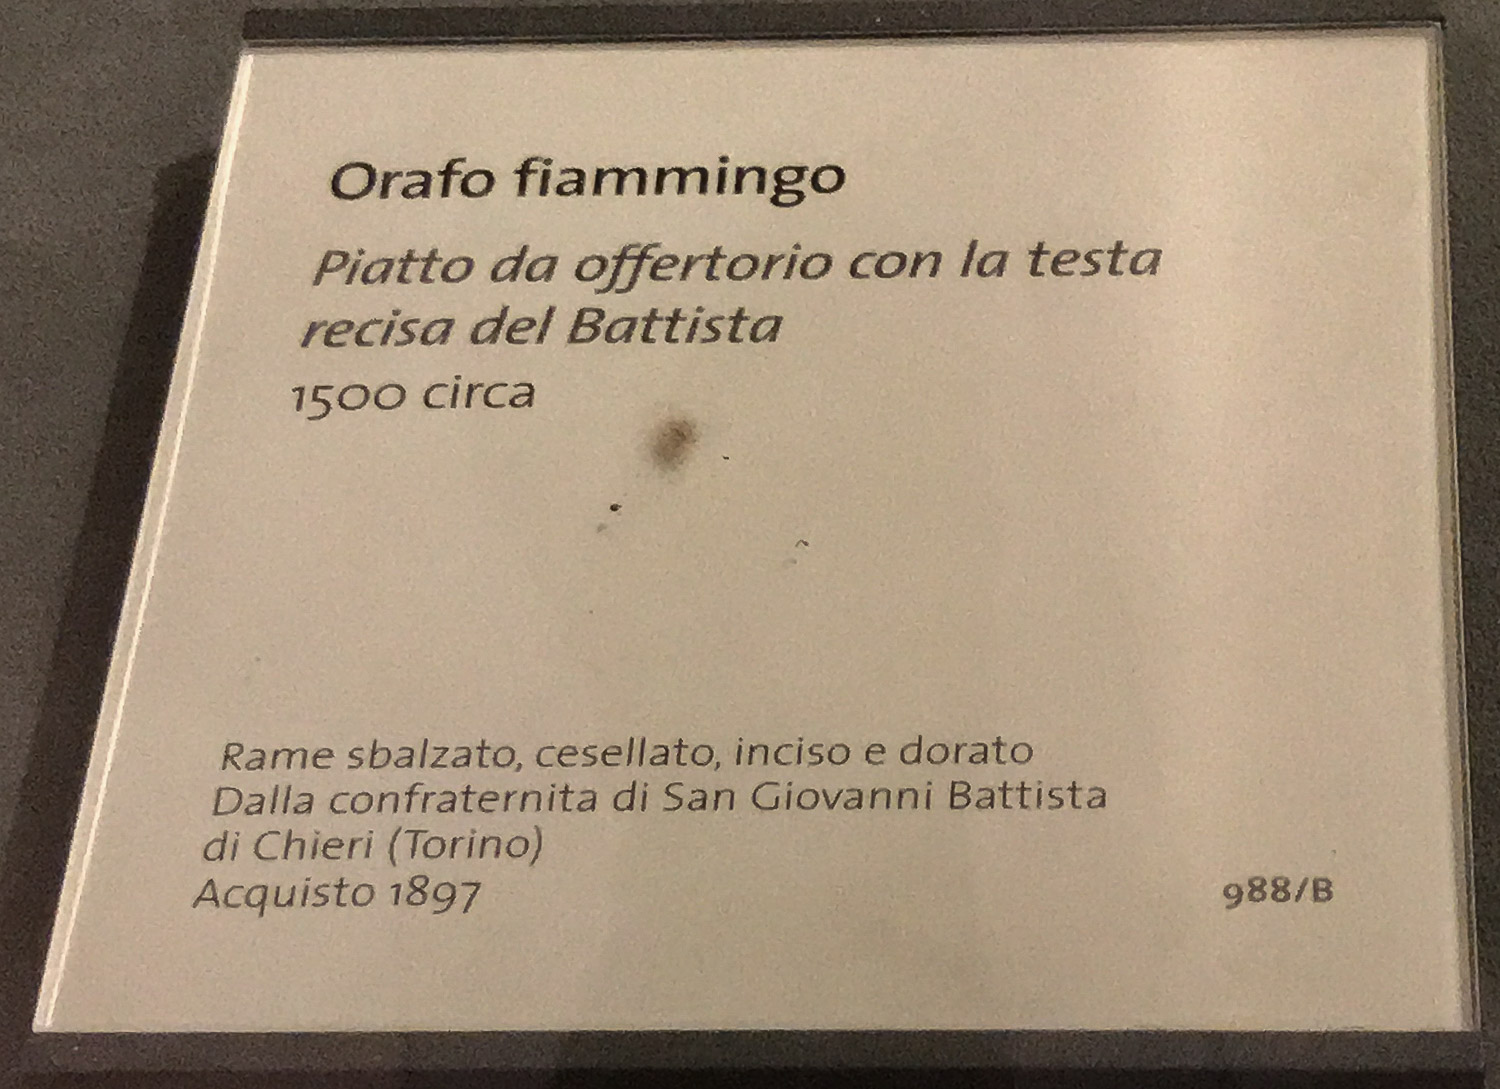 Orafo fiammingo
Piatto da offertorio con la testa
recisa del Battista
1500 circa
Rame sbalzato, cesellato, inciso e dorato
Dalla confraternita di San Giovanni Battista
di Chieri (Torino)
Acquisto 1897
988/B